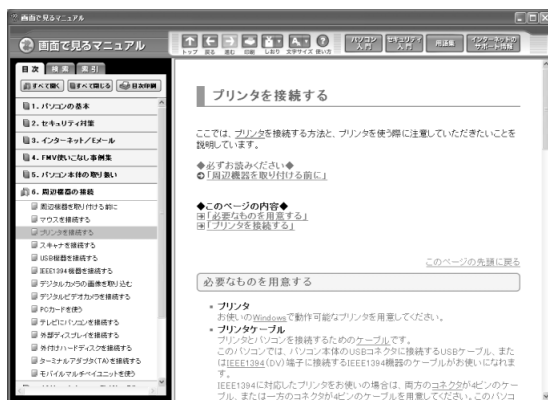 画面で見るマニュアル
画面で見るマニュアル
トップ 戻る 進む 印刷 しおり 文字サイズ 使い方
パソコン入門 セキュリティ入門 用語集 インターネットのサポート情報
目次 検索 索引
すべて開く すべて閉じる 目次印刷
1. パソコンの基本
2. セキュリティ対策
3. インターネット/Eメール
4. FMV使いこなし事例集
5. パソコン本体の取り扱い
6. 周辺機器の接続
周辺機器を取り付ける前に
マウスを接続する
プリンタを接続する
スキャナを接続する
USB機器を接続する
IEEE1394機器を接続する
デジタルカメラの画像を取り込む
デジタルビデオカメラを接続する
PCカードを使う
テレビにパソコンを接続する
外部ディスプレイを接続する
外付けハードディスクを接続する
ターミナルアダプタ(TA)を接続する
モバイルマルチベイユニットを使う
プリンタを接続する
ここでは、プリンタを接続する方法と、プリンタを使う際に注意していただきたいことを
説明しています。
◆必ずお読みください◆
「周辺機器を取り付ける前に」
◆このページの内容◆
「必要なものを用意する」
「プリンタを接続する」
このページの先頭に戻る
必要なものを用意する
• プリンタ
お使いのWindowsで動作可能なプリンタを用意してください。
• プリンタケーブル
プリンタとパソコンを接続するためのケーブルです。
このパソコンでは、パソコン本体のUSBコネクタに接続するUSBケーブル、また
はIEEE1394(DV)端子に接続するIEEE1394機器のケーブルがお使いになれま
す。
IEEE1394に対応したプリンタをお使いの場合は、両方のコネクタが4ピンのケー
ブル、または一方のコネクタが4ピンのケーブルを用意してください。このパソコ